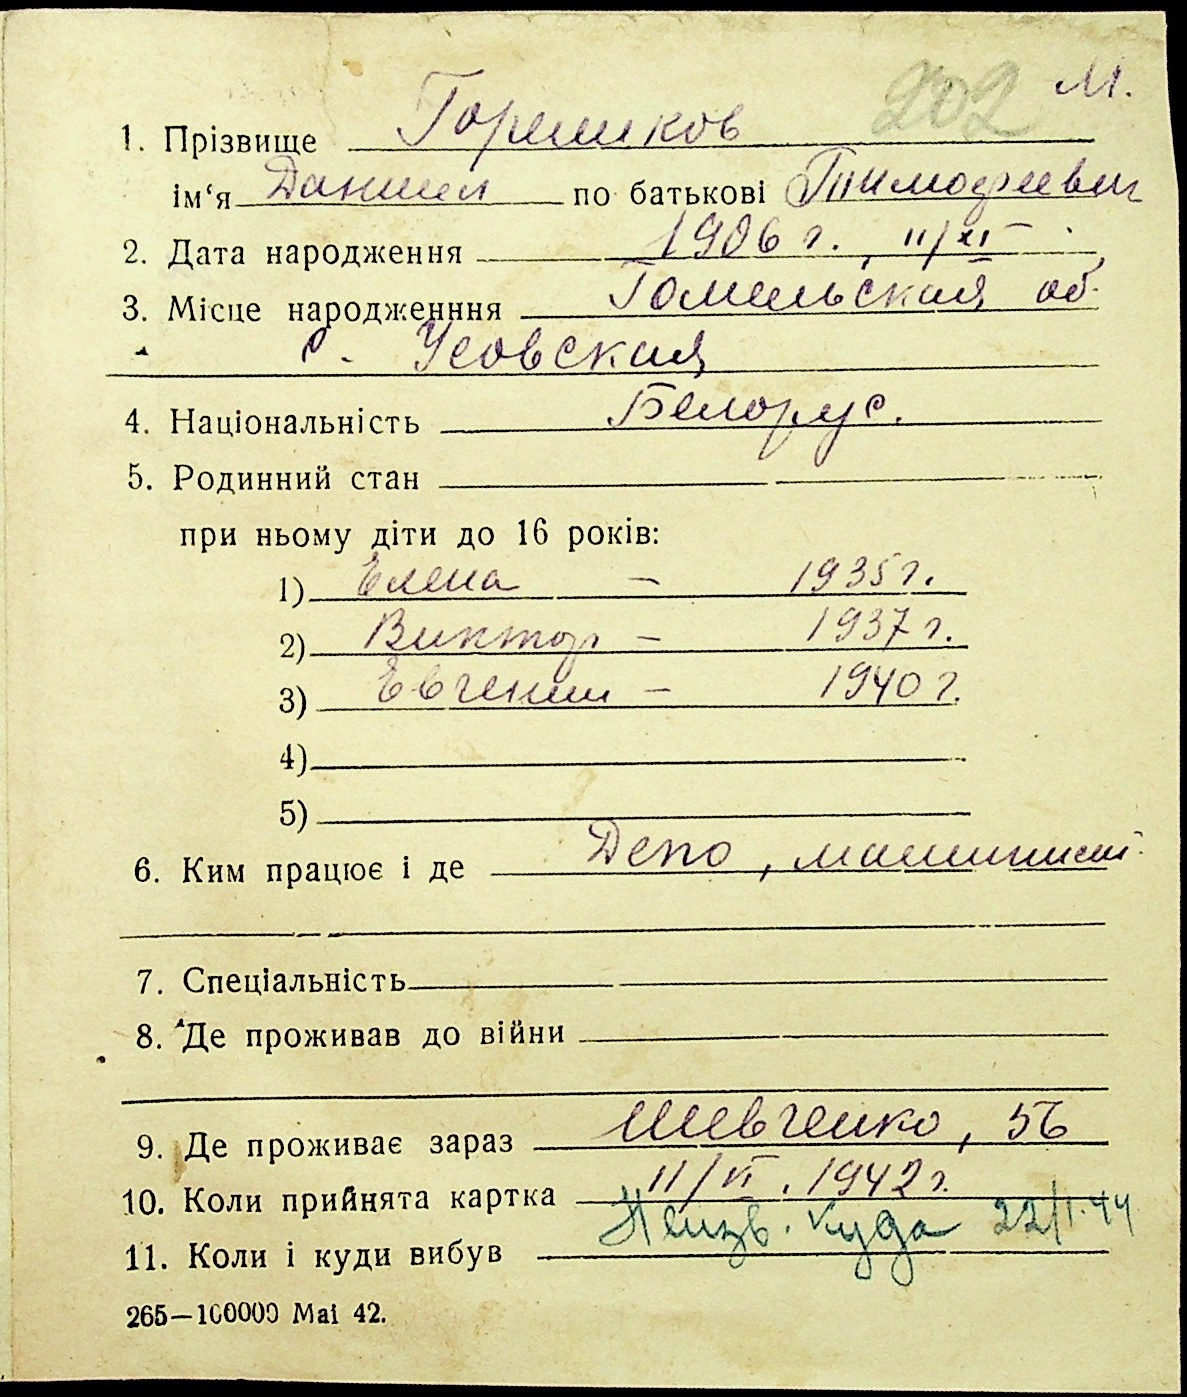 202 М.
1. Прізвище Горшков
ім‘я Даниил по батькові Тимофеевич
2. Дата народження 1906 г., 11/XI
3. Місце народженння Гомельская об.
с. Усовская
4. Національність Белорус.
5. Родинний стан
при ньому діти до 16 років:
1) Елена – 1935 г.
2) Виктор – 1937 г.
3) Евгений – 1940 г.
4)
5)
6. Ким працює і де Депо, машинист.
7. Спеціальність
8. Де проживав до війни
9. Де проживає зараз Шевченко, 56
10. Коли прийнята картка 11/VI. 1942 г.
11. Коли і куди вибув Неизв. куда 22/I.44
265—100000 Маі 42.